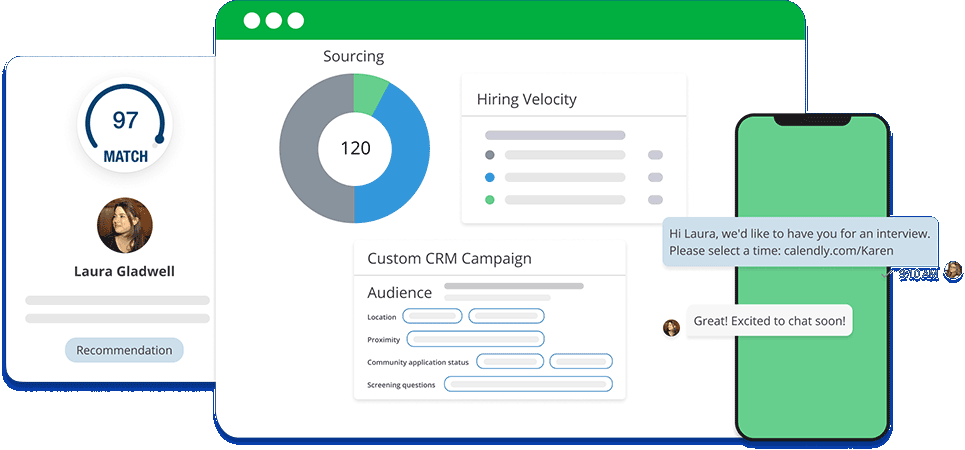 97
MATCH
Laura Gladwell
Recommendation
Sourcing
120
Hiring Velocity
Custom CRM Campaign
Audience
Location
Proximity
Community application status
Screening questions
Hi Laura, we'd like to have you for an interview.
Please select a time: calendly.com/Karen
9:10 AM
Great! Excited to chat soon!